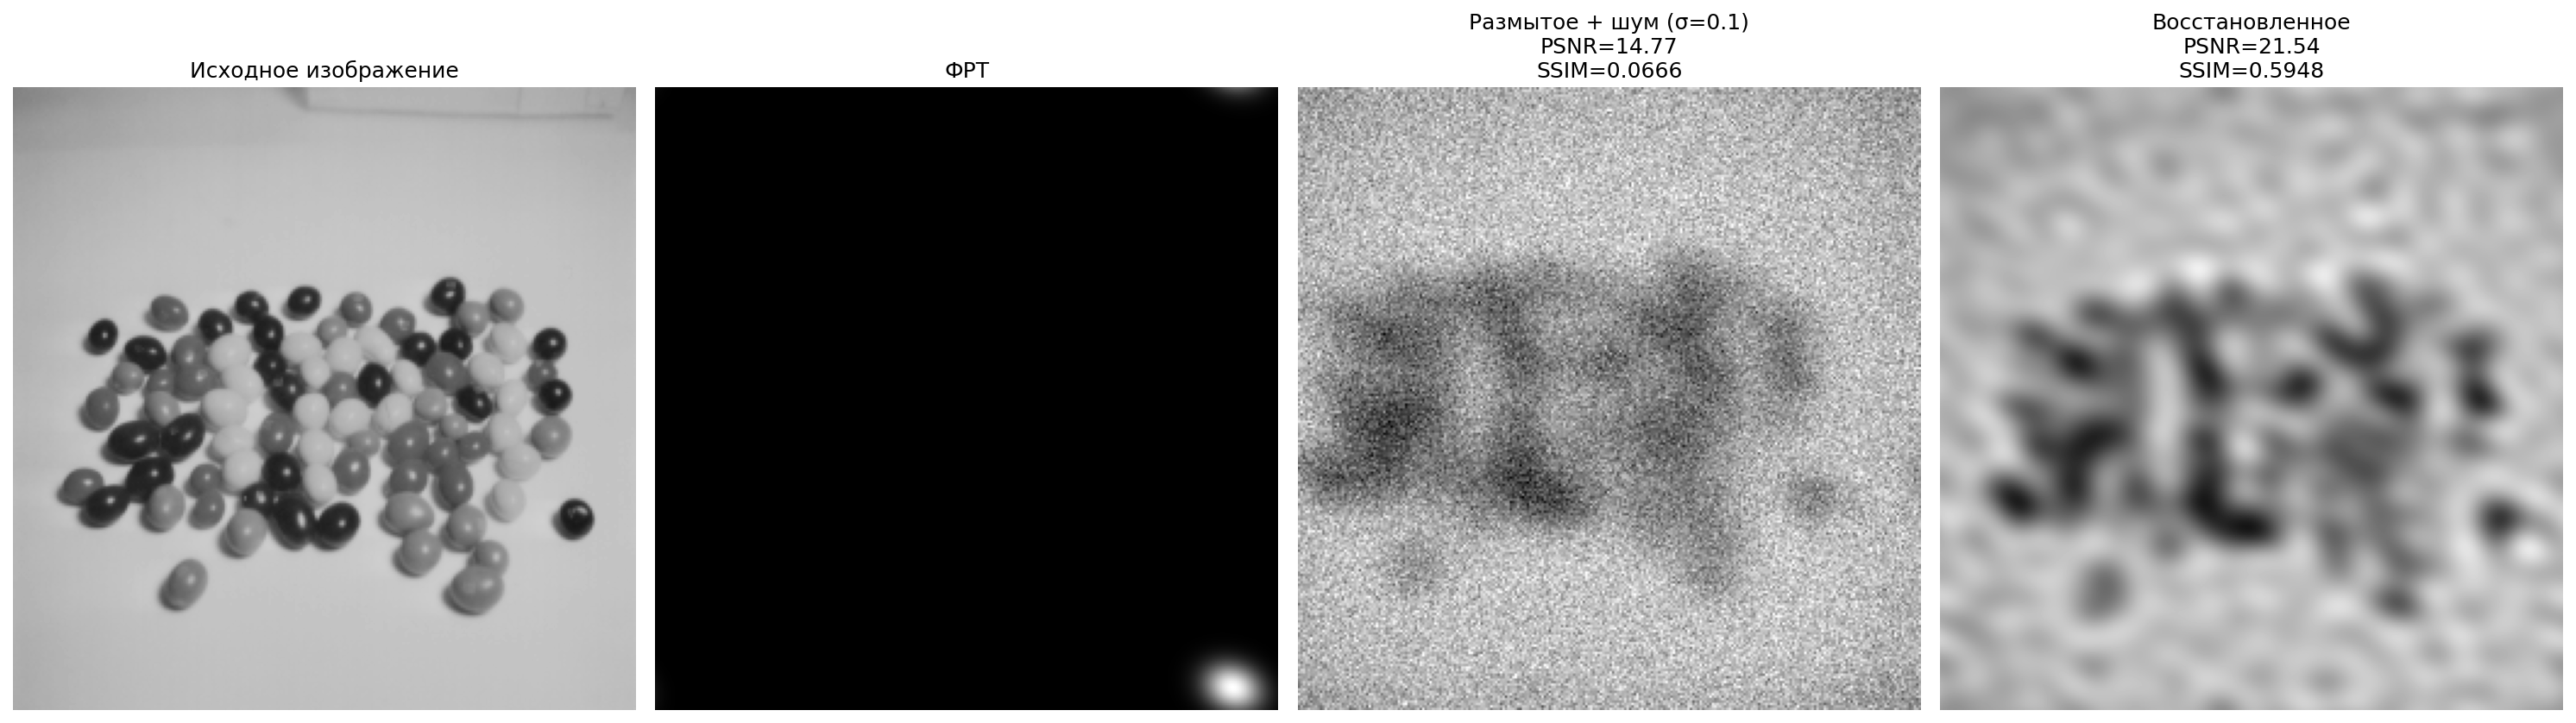 Исходное изображение
ФРТ
Размытое + шум (σ=0.1)
PSNR=14.77
SSIM=0.0666
Восстановленное
PSNR=21.54
SSIM=0.5948